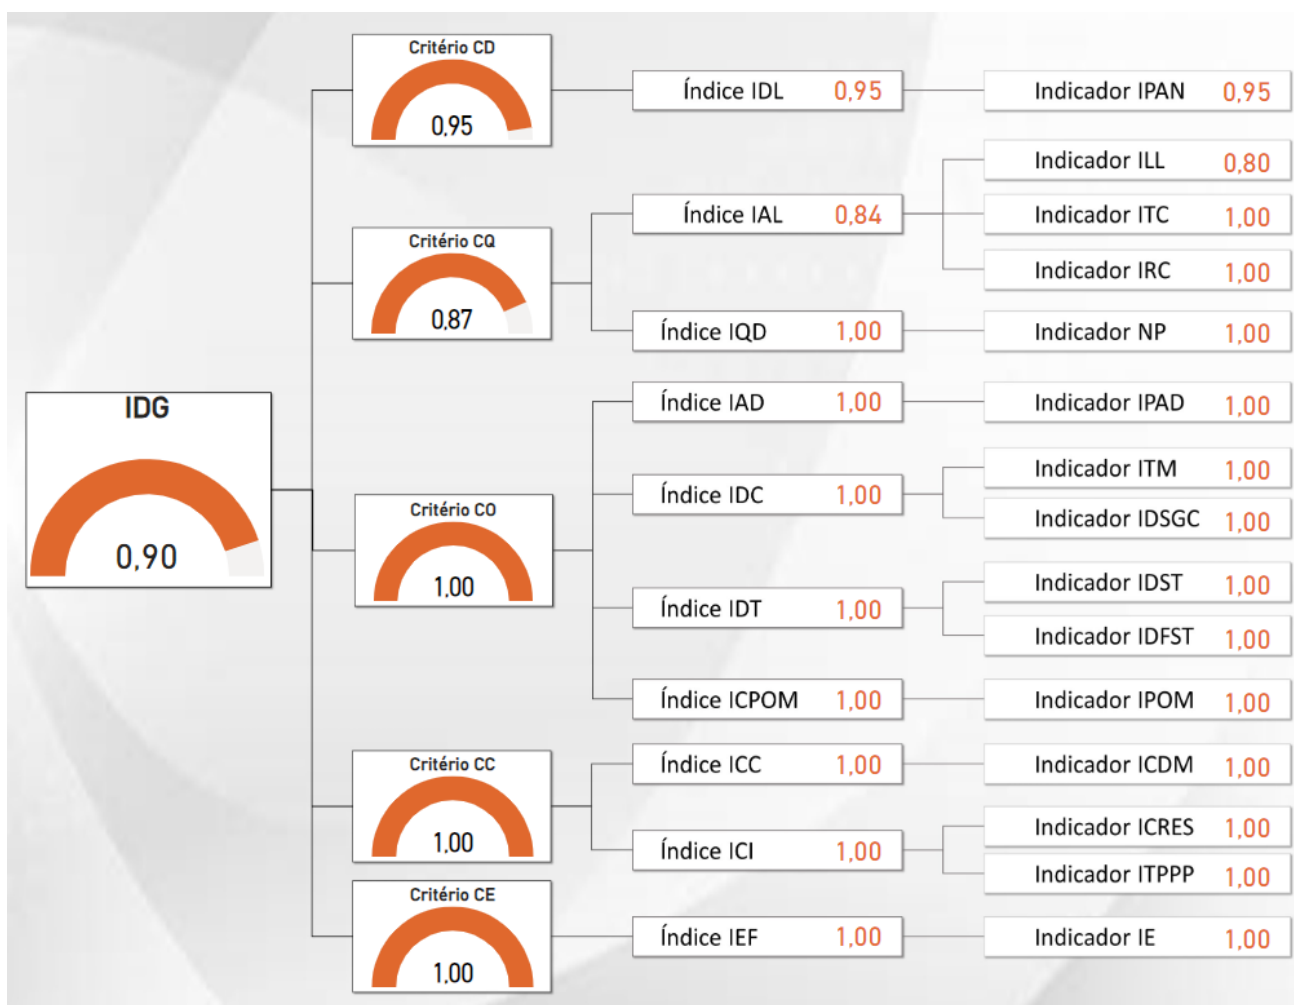 IDG
0,90
Critério CD
0,95
Índice IDL 0,95
Indicador IPAN 0,95
Critério CQ
0,87
Índice IAL 0,84
Indicador ILL 0,80
Indicador ITC 1,00
Indicador IRC 1,00
Índice IQD 1,00
Indicador NP 1,00
Critério CO
1,00
Índice IAD 1,00
Indicador IPAD 1,00
Índice IDC 1,00
Indicador ITM 1,00
Indicador IDSGC 1,00
Índice IDT 1,00
Indicador IDST 1,00
Indicador IDFST 1,00
Índice ICPOM 1,00
Indicador IPOM 1,00
Critério CC
1,00
Índice ICC 1,00
Indicador ICDM 1,00
Índice ICI 1,00
Indicador ICRES 1,00
Indicador ITPPP 1,00
Critério CE
1,00
Índice IEF 1,00
Indicador IE 1,00